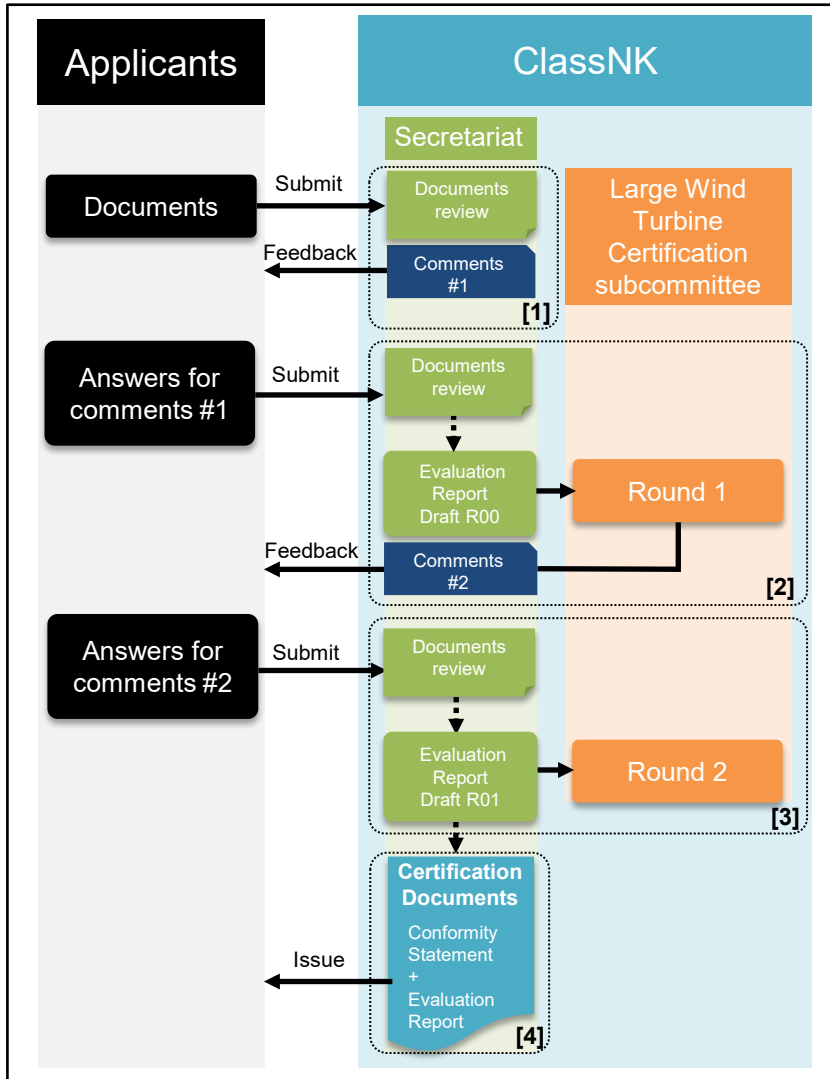 Applicants
ClassNK
Secretariat
Large Wind
Turbine
Certification
subcommittee
Documents
Submit
Documents
review
Feedback
Comments
#1
[1]
Answers for
comments #1
Submit
Documents
review
Evaluation
Report
Draft R00
Round 1
Feedback
Comments
#2
[2]
Answers for
comments #2
Submit
Documents
review
Evaluation
Report
Draft R01
Round 2
[3]
Certification
Documents
Conformity
Statement
+
Evaluation
Report
Issue
[4]